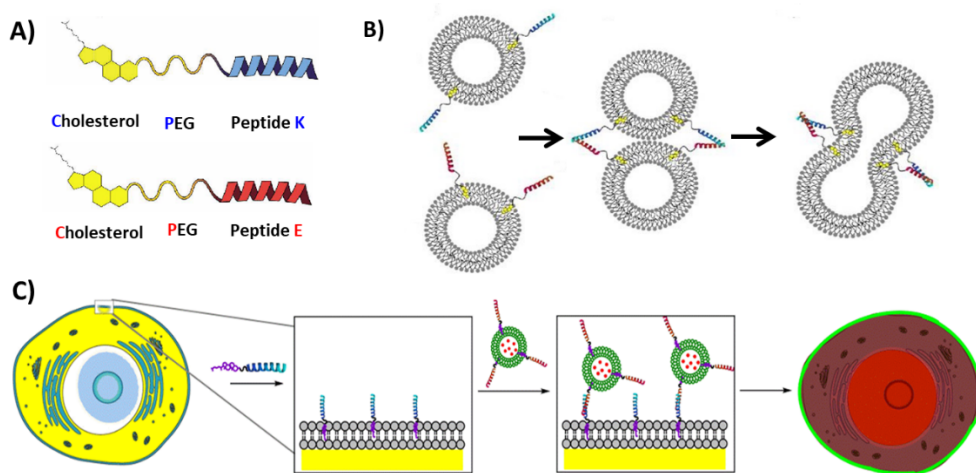 A)
Cholesterol PEG Peptide K
Cholesterol PEG Peptide E
B)
C)